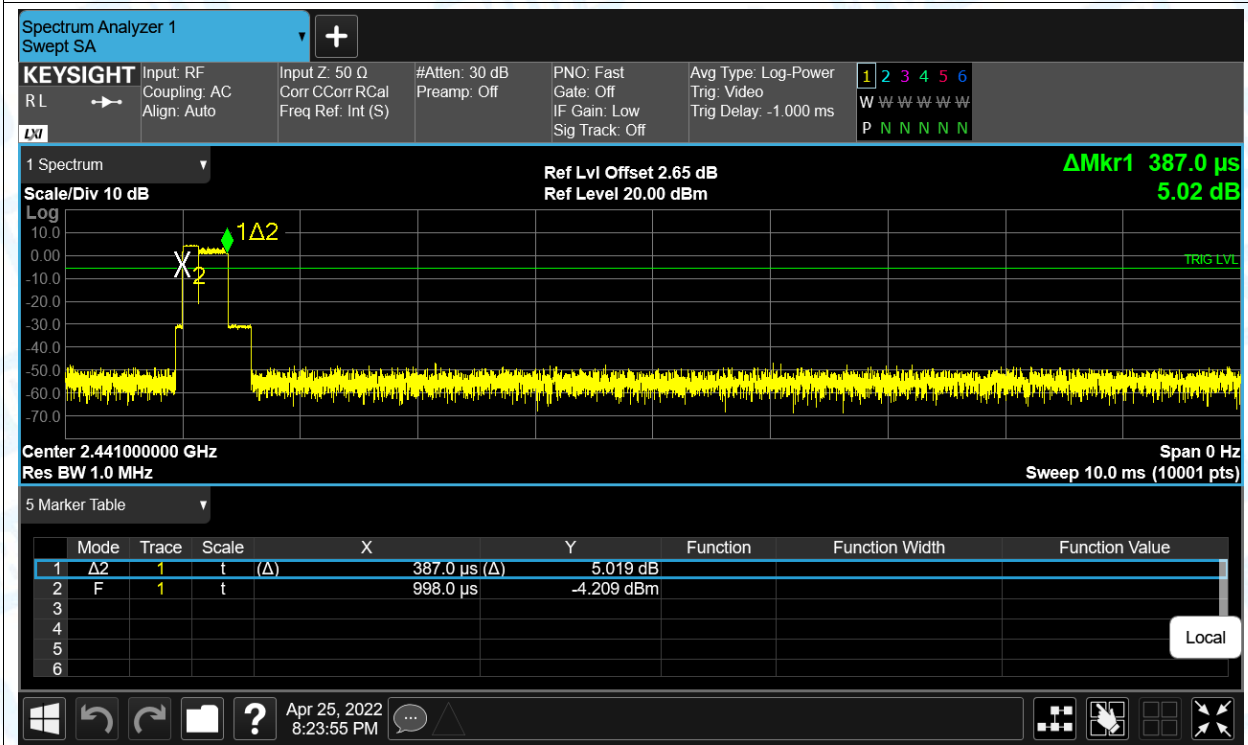 Spectrum Analyzer 1
Swept SA
▼
+
KEYSIGHT
R L
LXI
Input: RF
Coupling: AC
Align: Auto
Input Z: 50 Ω
Corr CCorr RCal
Freq Ref: Int (S)
#Atten: 30 dB
Preamp: Off
PNO: Fast
Gate: Off
IF Gain: Low
Sig Track: Off
Avg Type: Log-Power
Trig: Video
Trig Delay: -1.000 ms
1 2 3 4 5 6
W W W W W W
P N N N N N
1 Spectrum ▼
Scale/Div 10 dB
Ref Lvl Offset 2.65 dB
Ref Level 20.00 dBm
ΔMkr1 387.0 µs
5.02 dB
Log
10.0
0.00
-10.0
-20.0
-30.0
-40.0
-50.0
-60.0
-70.0
1Δ2
X
2
TRIG LVL
Center 2.441000000 GHz
Res BW 1.0 MHz
Span 0 Hz
Sweep 10.0 ms (10001 pts)
5 Marker Table ▼
Mode Trace Scale X Y Function Function Width Function Value
1 Δ2 1 t (Δ) 387.0 µs (Δ) 5.019 dB
2 F 1 t 998.0 µs -4.209 dBm
3
4
5
6
Local
?
Apr 25, 2022
8:23:55 PM
...